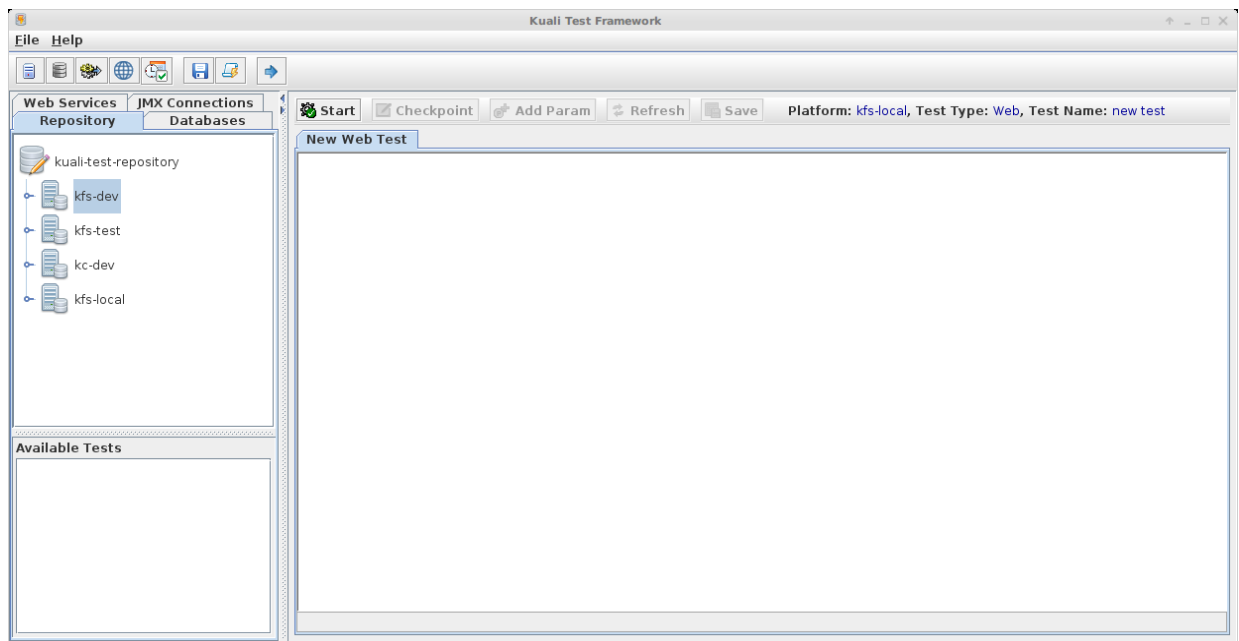 Kuali Test Framework
File Help
Web Services JMX Connections
Repository Databases
kuali-test-repository
kfs-dev
kfs-test
kc-dev
kfs-local
Available Tests
Start Checkpoint Add Param Refresh Save Platform: kfs-local, Test Type: Web, Test Name: new test
New Web Test